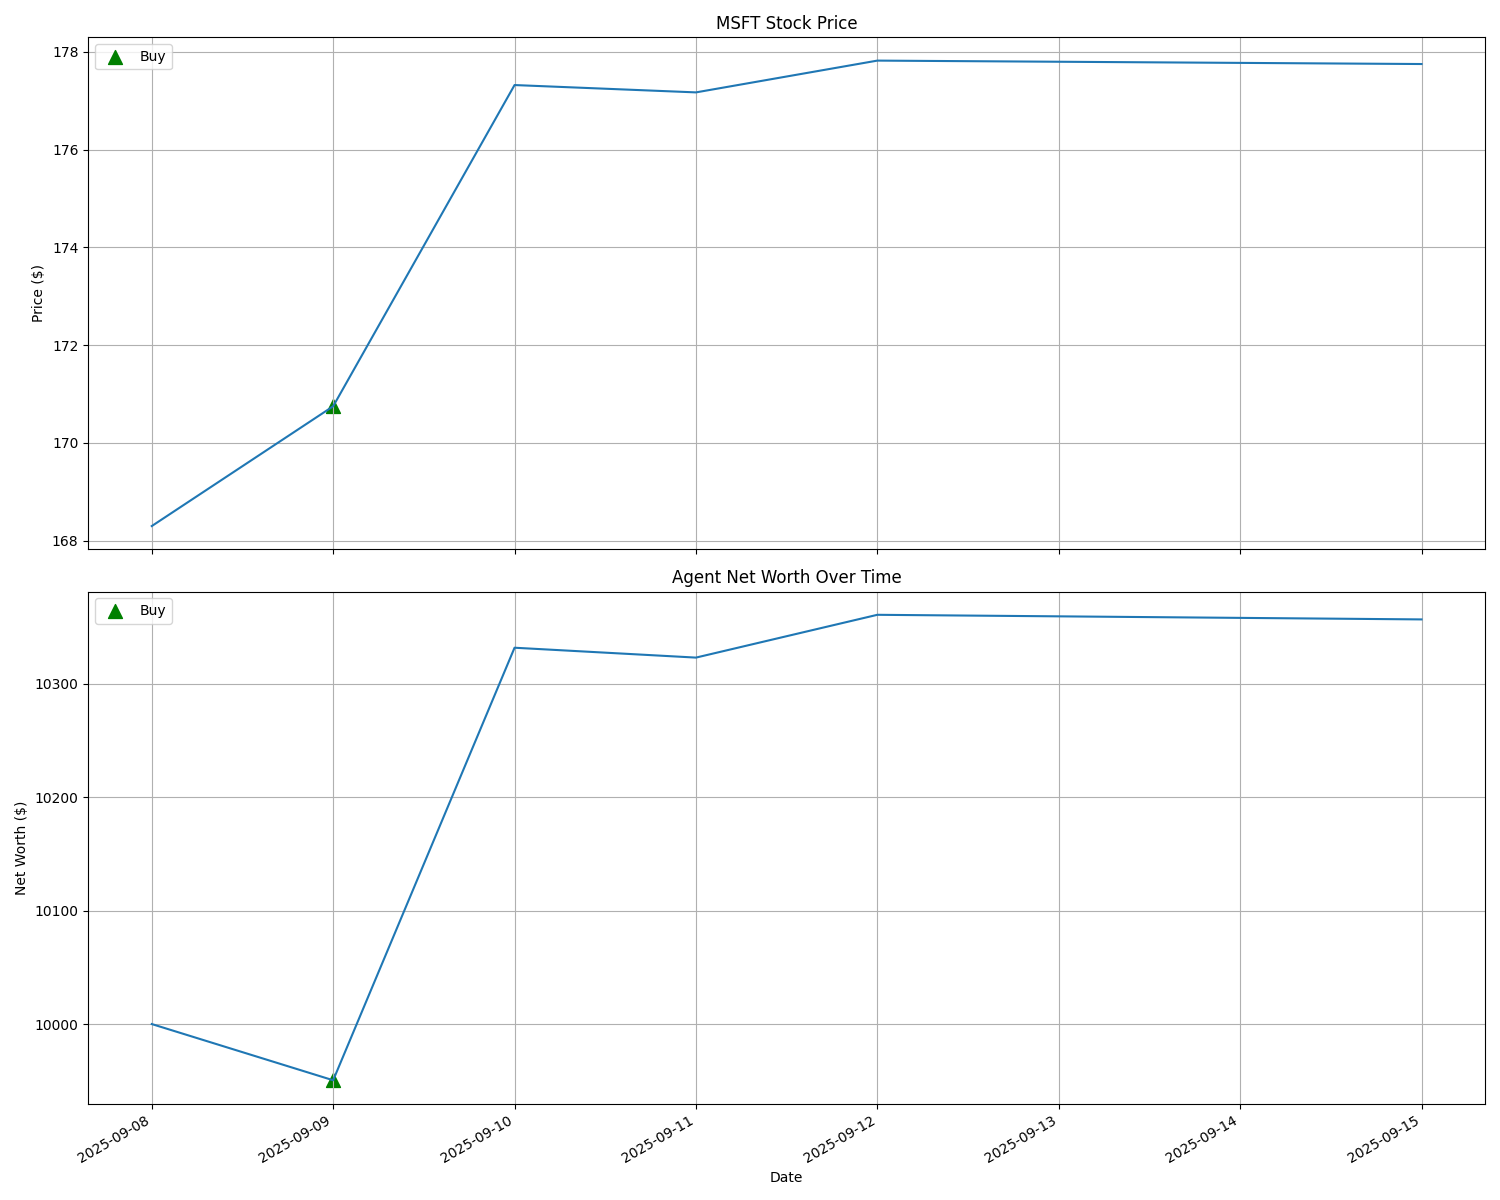 MSFT Stock Price
Buy
178
176
174
172
170
168
Price ($)
Agent Net Worth Over Time
Buy
10300
10200
10100
10000
Net Worth ($)
2025-09-08
2025-09-09
2025-09-10
2025-09-11
2025-09-12
2025-09-13
2025-09-14
2025-09-15
Date